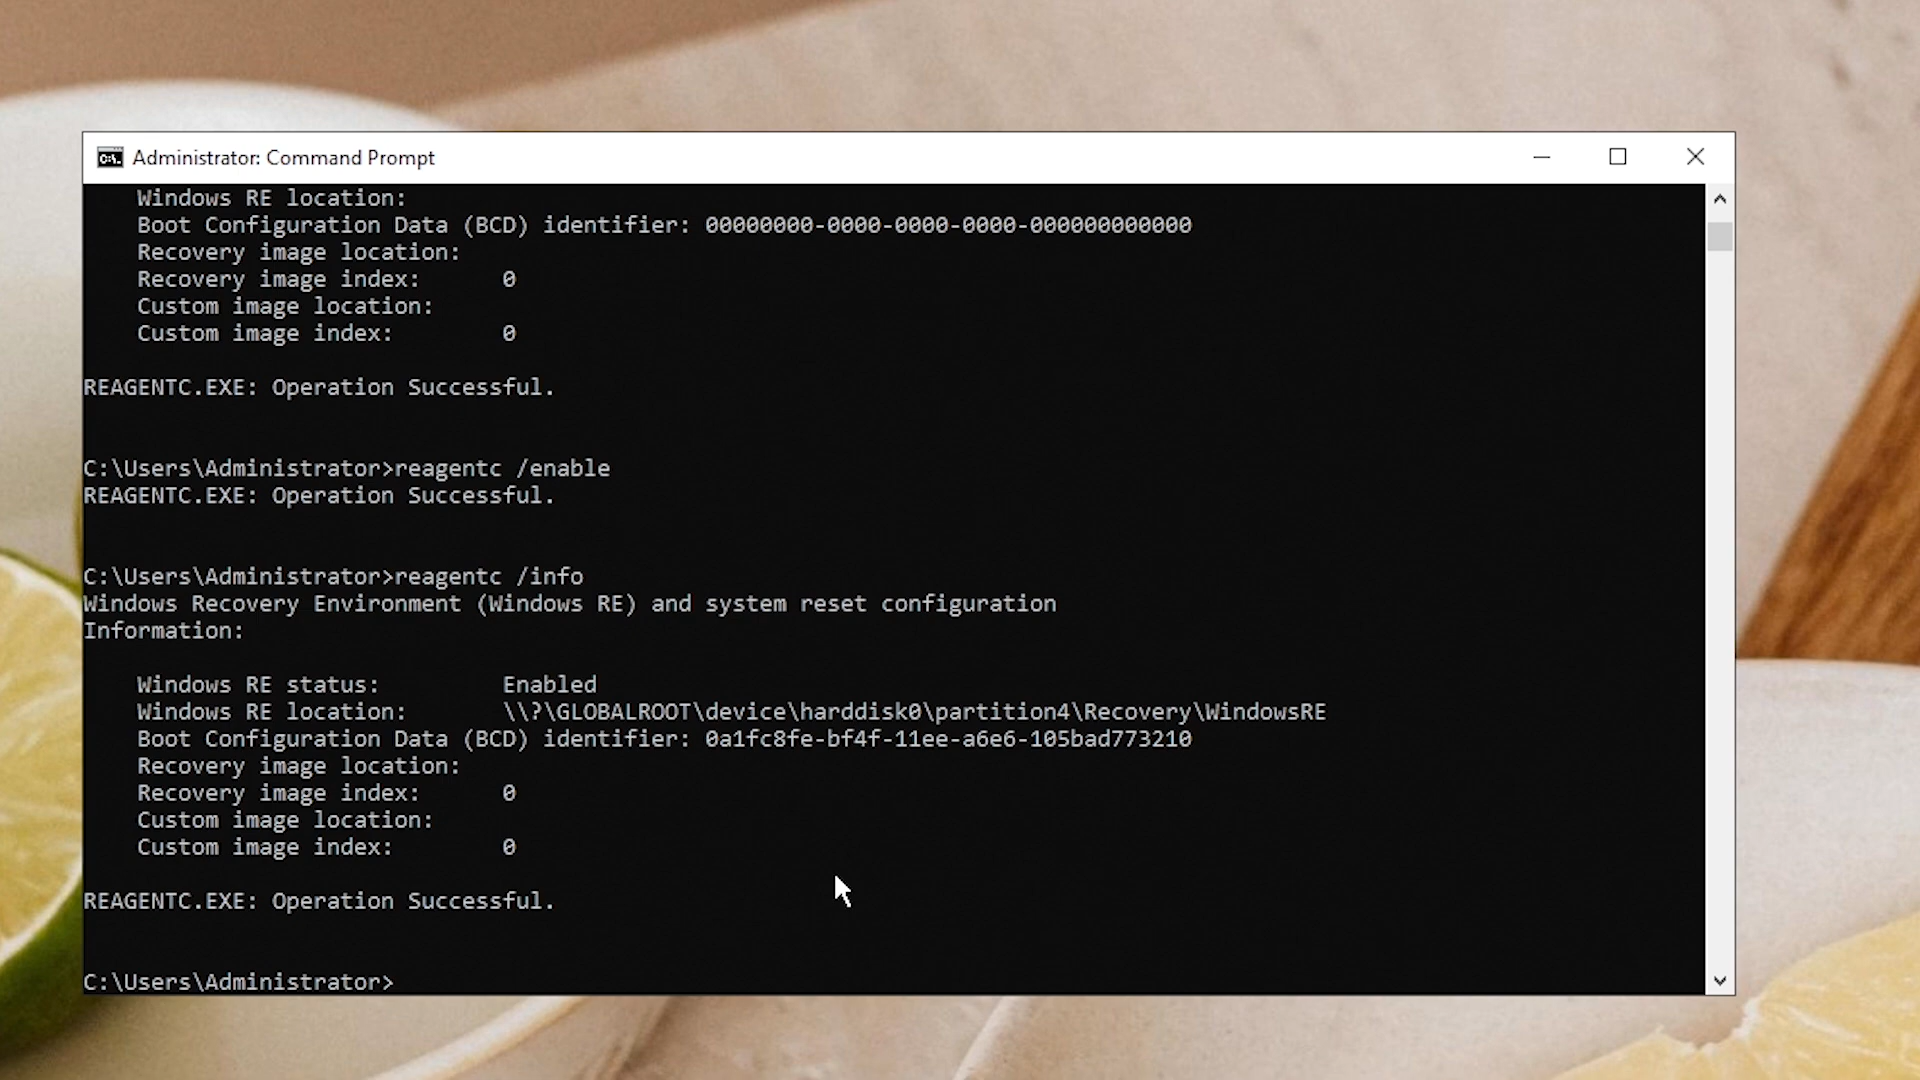 Administrator: Command Prompt
Windows RE location:
Boot Configuration Data (BCD) identifier: 00000000-0000-0000-0000-000000000000
Recovery image location:
Recovery image index: 0
Custom image location:
Custom image index: 0
REAGENTC.EXE: Operation Successful.
C:\Users\Administrator>reagentc /enable
REAGENTC.EXE: Operation Successful.
C:\Users\Administrator>reagentc /info
Windows Recovery Environment (Windows RE) and system reset configuration
Information:
Windows RE status: Enabled
Windows RE location: \\?\GLOBALROOT\device\harddisk0\partition4\Recovery\WindowsRE
Boot Configuration Data (BCD) identifier: 0a1fc8fe-bf4f-11ee-a6e6-105bad773210
Recovery image location:
Recovery image index: 0
Custom image location:
Custom image index: 0
REAGENTC.EXE: Operation Successful.
C:\Users\Administrator>